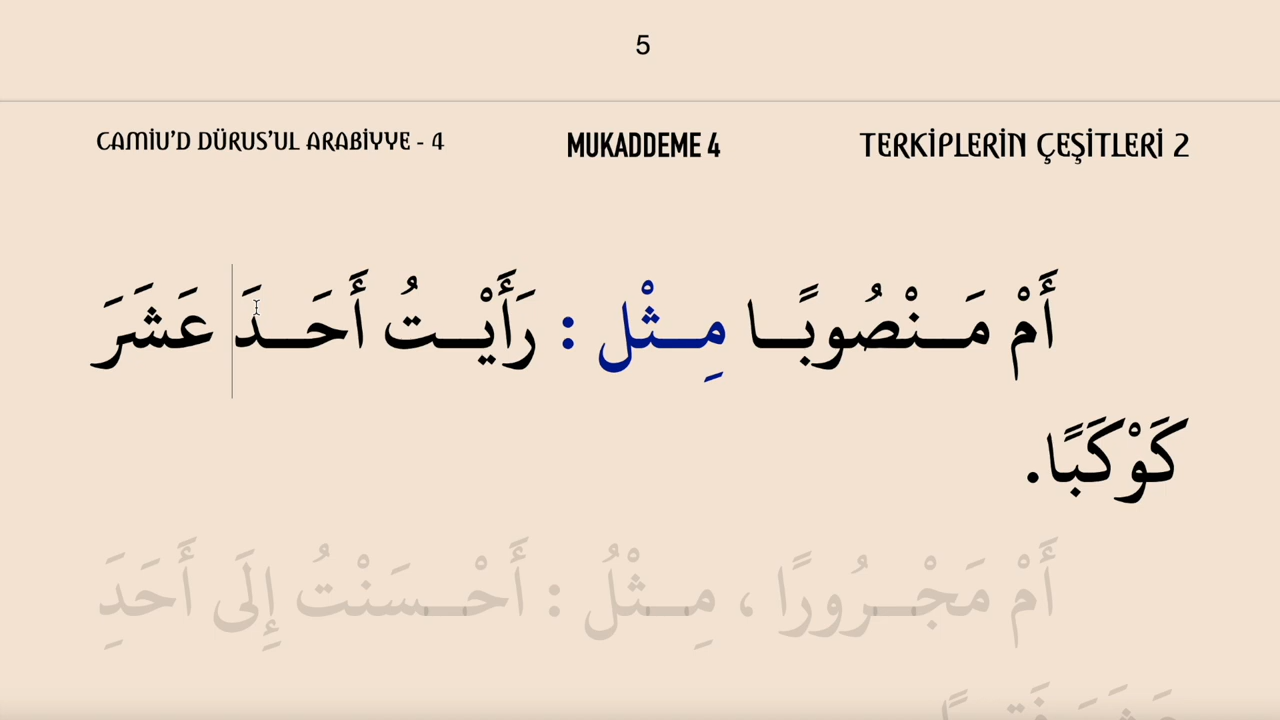 5
CAMİU'D DÜRUS'UL ARABİYYE - 4 MUKADDEME 4 TERKİPLERİN ÇEŞİTLERİ 2
أَمْ مَنْصُوبًا مِثْل : رَأَيْتُ أَحَدَ عَشَرَ
كَوْكَبًا.
أَمْ مَجْرُورًا ، مِثْلُ : أَحْسَنْتُ إِلَى أَحَدِ